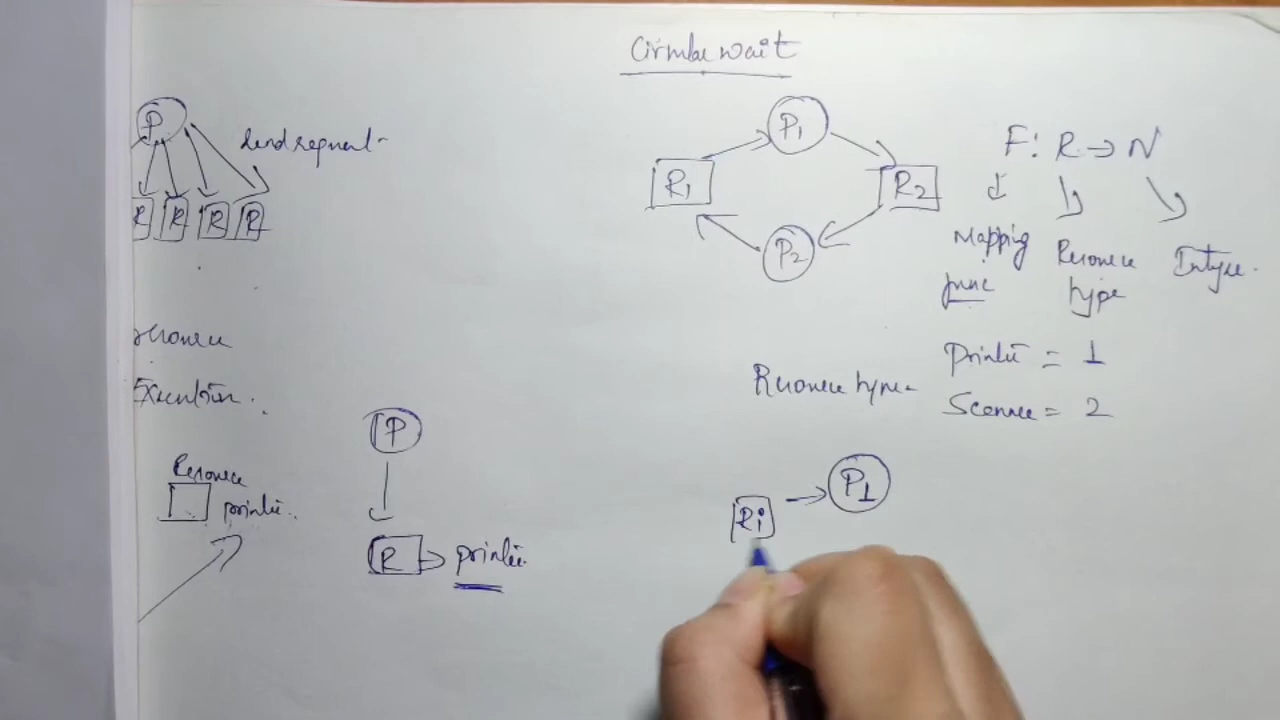 Circular wait
P
Send request
R R R R
P1
R1
R2
P2
F: R → N
Mapping
func
Resource
type
Integer.
Resource
Execution.
Resource type -
Printer = 1
Scanner = 2
P
R
printer
Resource
printer
P1
Ri